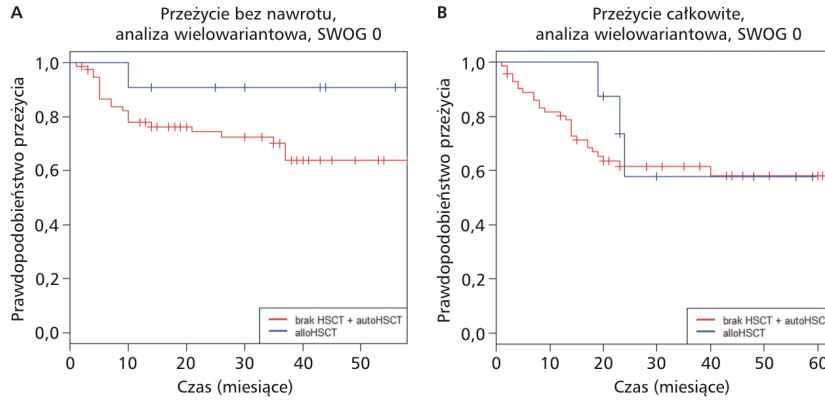 A
Przeżycie bez nawrotu,
analiza wielowariantowa, SWOG 0
Prawdopodobieństwo przeżycia
1,0
0,8
0,6
0,4
0,2
0,0
brak HSCT + autoHSCT
alloHSCT
0 10 20 30 40 50
Czas (miesiące)
B
Przeżycie całkowite,
analiza wielowariantowa, SWOG 0
Prawdopodobieństwo przeżycia
1,0
0,8
0,6
0,4
0,2
0,0
brak HSCT + autoHSC
alloHSCT
0 10 20 30 40 50 60
Czas (miesiące)